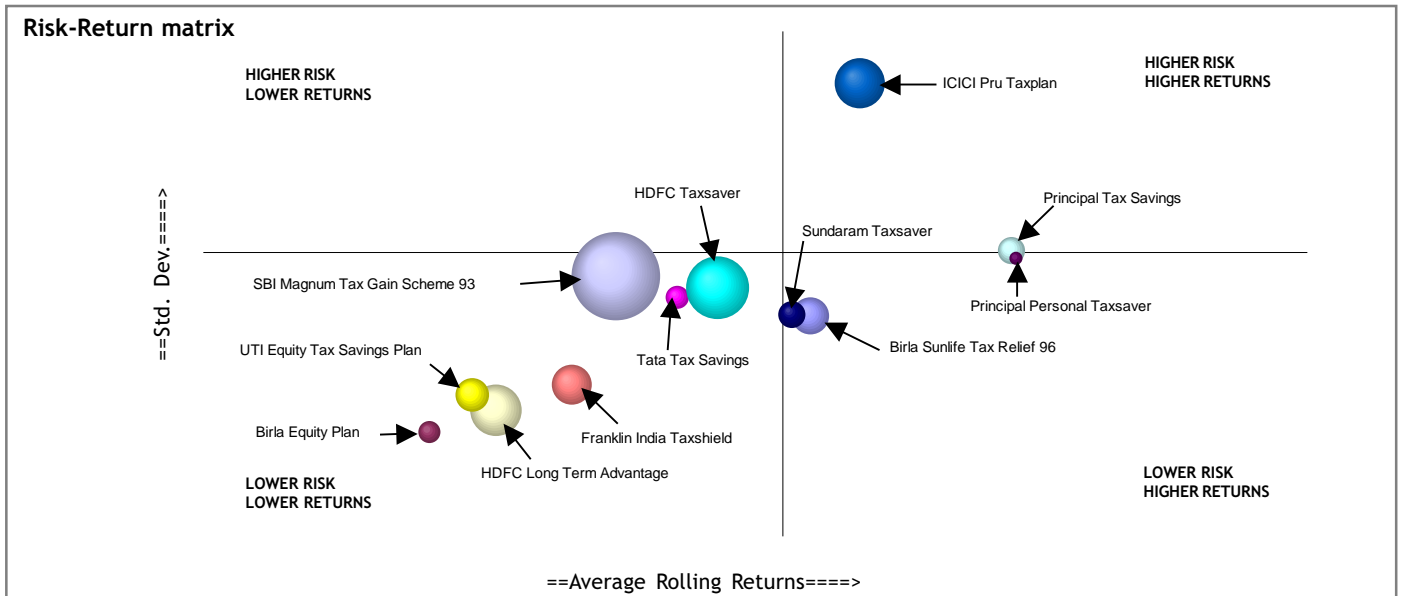 Risk-Return matrix
HIGHER RISK
LOWER RETURNS
HIGHER RISK
HIGHER RETURNS
ICICI Pru Taxplan
HDFC Taxsaver
Principal Tax Savings
Sundaram Taxsaver
SBI Magnum Tax Gain Scheme 93
Principal Personal Taxsaver
==Std. Dev.====>
Tata Tax Savings
Birla Sunlife Tax Relief 96
UTI Equity Tax Savings Plan
Birla Equity Plan
Franklin India Taxshield
HDFC Long Term Advantage
LOWER RISK
LOWER RETURNS
LOWER RISK
HIGHER RETURNS
==Average Rolling Returns====>